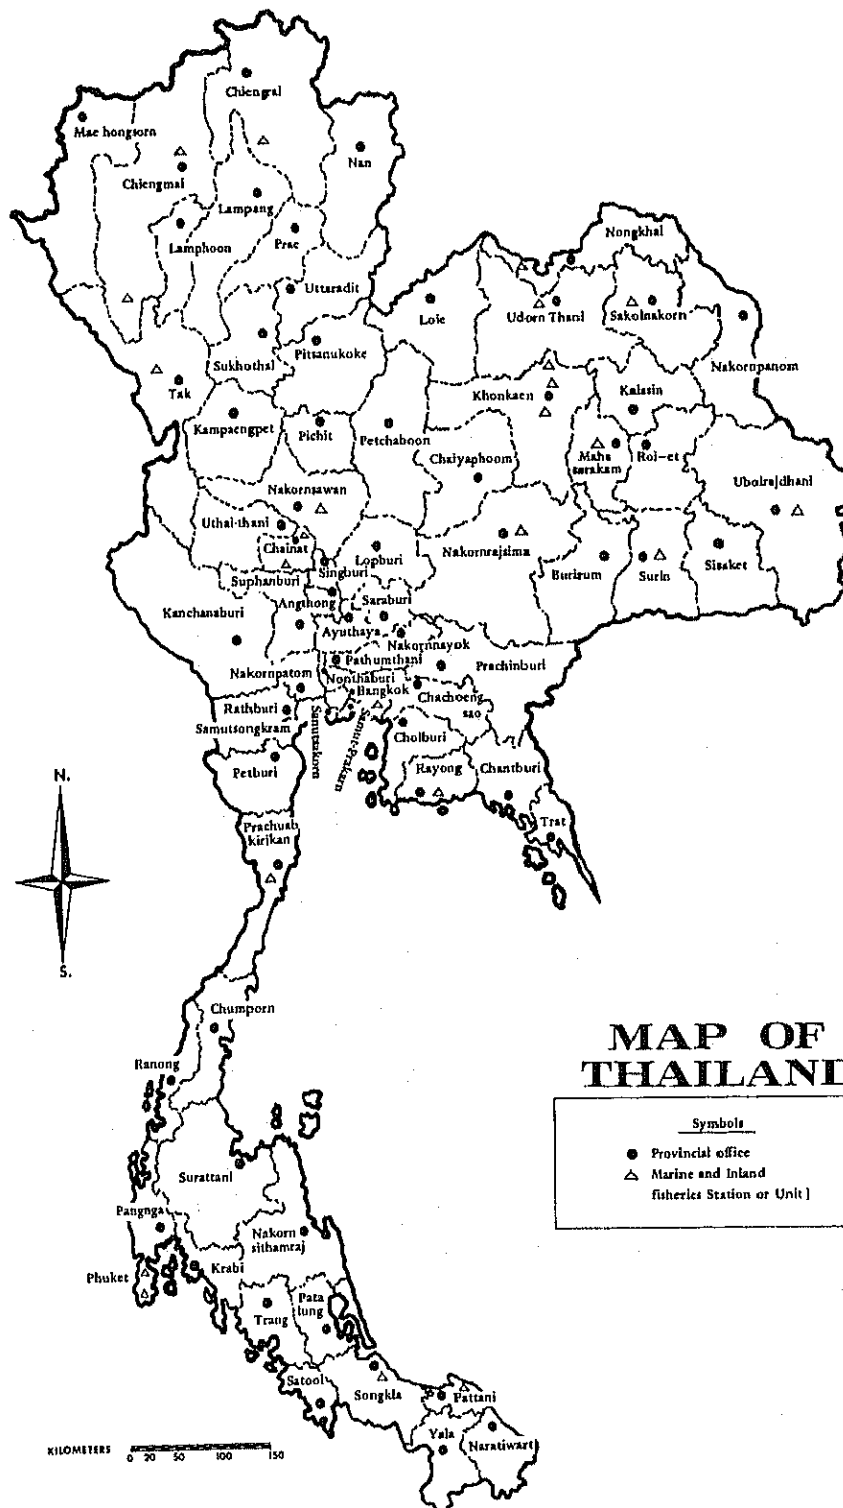 Chiengrai
Mae hongsorn
Nan
Chiengmai
Lampang
Lamphoon
Prae
Nongkhai
Uttaradit
Loie
Udorn Thani
Sakolnakorn
Sukhothai
Pitsanukoke
Nakornpanom
Tak
Khonkaen
Kalasin
Kampaengpet
Pichit
Petchaboon
Chaiyaphoom
Maha
sarakam
Roi-et
Ubolrajdhani
Nakornsawan
Uthai-thani
Chainat
Lopburi
Nakornrajsima
Singburi
Burirum
Surin
Sisaket
Suphanburi
Kanchanaburi
Angthong
Saraburi
Ayuthaya
Nakornnayok
Pathumthani
Prachinburi
Nakornpatom
Nonthaburi
Bangkok
Chachoeng
sao
Rathburi
Samutsongkram
Samutsakorn
Samut-Prakarn
Cholburi
Petburi
Rayong
Chantburi
Trat
N.
Prachuab
kirikan
S.
Chumporn
MAP OF
THAILAND
Ranong
Symbols
Provincial office
Marine and Inland
fisheries Station or Unit]
Surattani
Pangnga
Nakorn
sithamraj
Phuket
Krabi
Pata
lung
Trang
Satool
Songkla
Pattani
Yala
Naratiwart
KILOMETERS 0 20 50 100 150